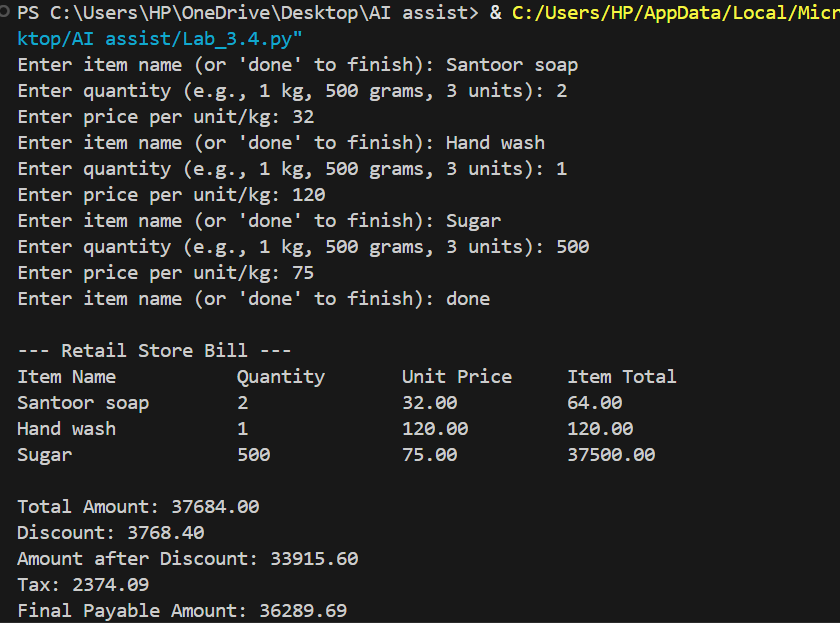 PS C:\Users\HP\OneDrive\Desktop\AI assist> & C:/Users/HP/AppData/Local/Micr
ktop/AI assist/Lab_3.4.py"
Enter item name (or 'done' to finish): Santoor soap
Enter quantity (e.g., 1 kg, 500 grams, 3 units): 2
Enter price per unit/kg: 32
Enter item name (or 'done' to finish): Hand wash
Enter quantity (e.g., 1 kg, 500 grams, 3 units): 1
Enter price per unit/kg: 120
Enter item name (or 'done' to finish): Sugar
Enter quantity (e.g., 1 kg, 500 grams, 3 units): 500
Enter price per unit/kg: 75
Enter item name (or 'done' to finish): done

--- Retail Store Bill ---
Item Name           Quantity       Unit Price     Item Total
Santoor soap        2              32.00          64.00
Hand wash           1              120.00         120.00
Sugar               500            75.00          37500.00

Total Amount: 37684.00
Discount: 3768.40
Amount after Discount: 33915.60
Tax: 2374.09
Final Payable Amount: 36289.69